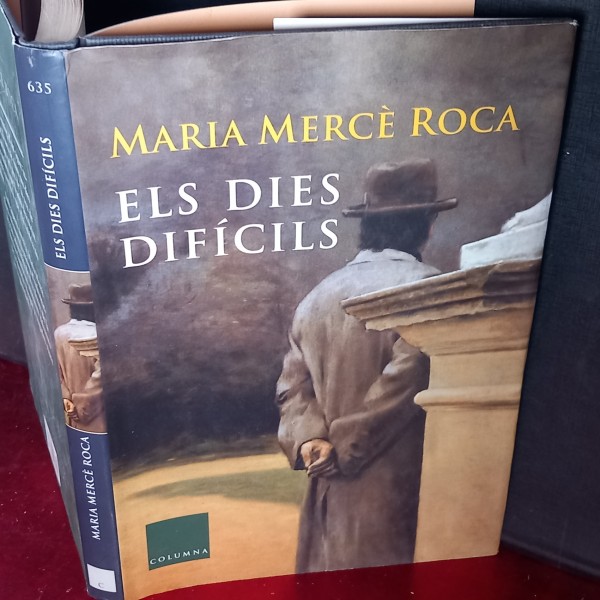 MARIA MERCÈ ROCA
ELS DIES
DIFÍCILS
COLUMNA
635
ELS DIES DIFÍCILS
MARIA MERCÈ ROCA
C